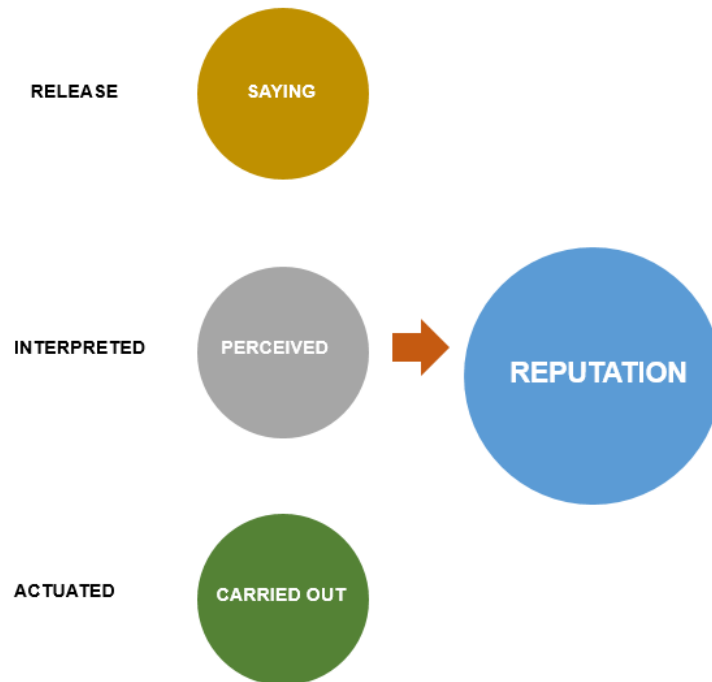 RELEASE
SAYING
INTERPRETED
PERCEIVED
REPUTATION
ACTUATED
CARRIED OUT